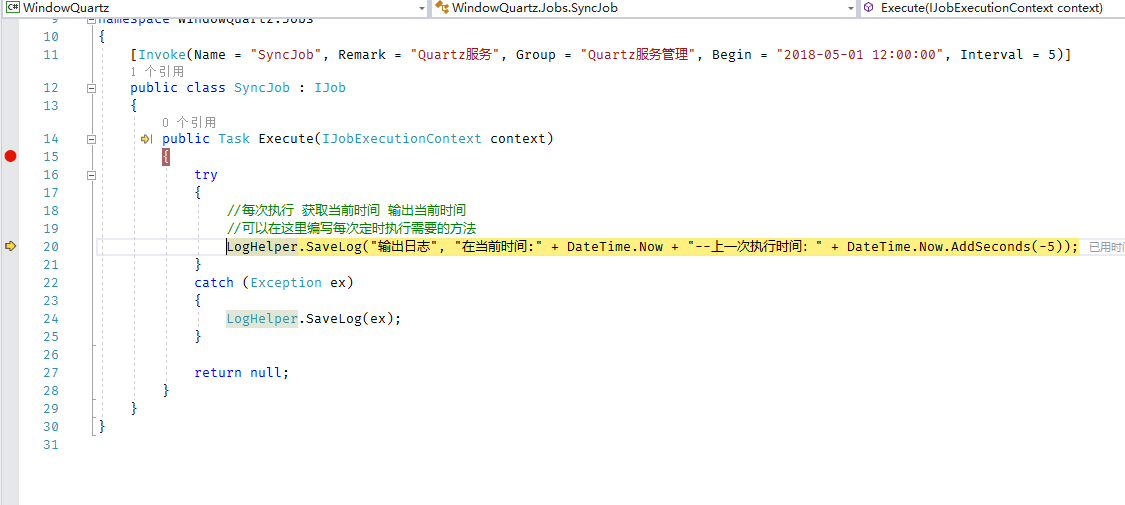 WindowQuartz WindowQuartz.Jobs.SyncJob Execute(IJobExecutionContext context)
9 namespace WindowQuartz.Jobs
10 {
11 [Invoke(Name = "SyncJob", Remark = "Quartz服务", Group = "Quartz服务管理", Begin = "2018-05-01 12:00:00", Interval = 5)]
1 个引用
12 public class SyncJob : IJob
13 {
0 个引用
14 public Task Execute(IJobExecutionContext context)
15 {
16 try
17 {
18 //每次执行 获取当前时间 输出当前时间
19 //可以在这里编写每次定时执行需要的方法
20 LogHelper.SaveLog("输出日志", "在当前时间:" + DateTime.Now + "--上一次执行时间: " + DateTime.Now.AddSeconds(-5)); 已用时间
21 }
22 catch (Exception ex)
23 {
24 LogHelper.SaveLog(ex);
25 }
26
27 return null;
28 }
29 }
30 }
31